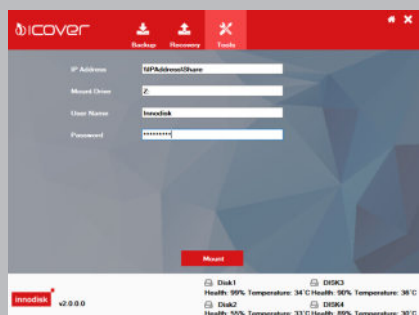 iCOVer
Backup Recovery Tools
IP Address \\IPAddress\Share
Mount Drive Z:
User Name Innodisk
Password *********
Mount
innodisk v2.0.0.0
Disk1 DISK3
Health: 99% Temperature: 34°C Health: 90% Temperature: 36°C
Disk2 DISK4
Health: 55% Temperature: 33°C Health: 89% Temperature: 30°C